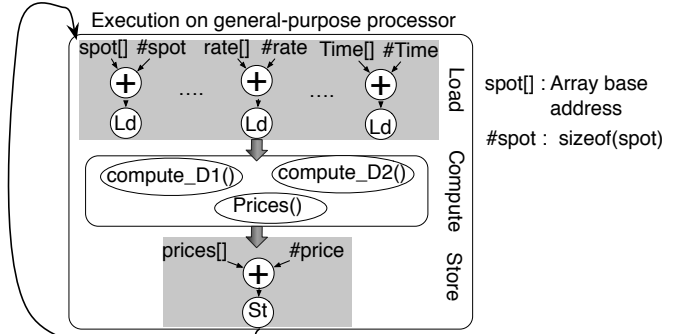 Execution on general-purpose processor
spot[] #spot rate[] #rate Time[] #Time
+ + +
.... ....
Ld Ld Ld
Load
compute_D1() compute_D2()
Prices()
Compute
prices[] #price
+
St
Store
spot[] : Array base
address
#spot : sizeof(spot)